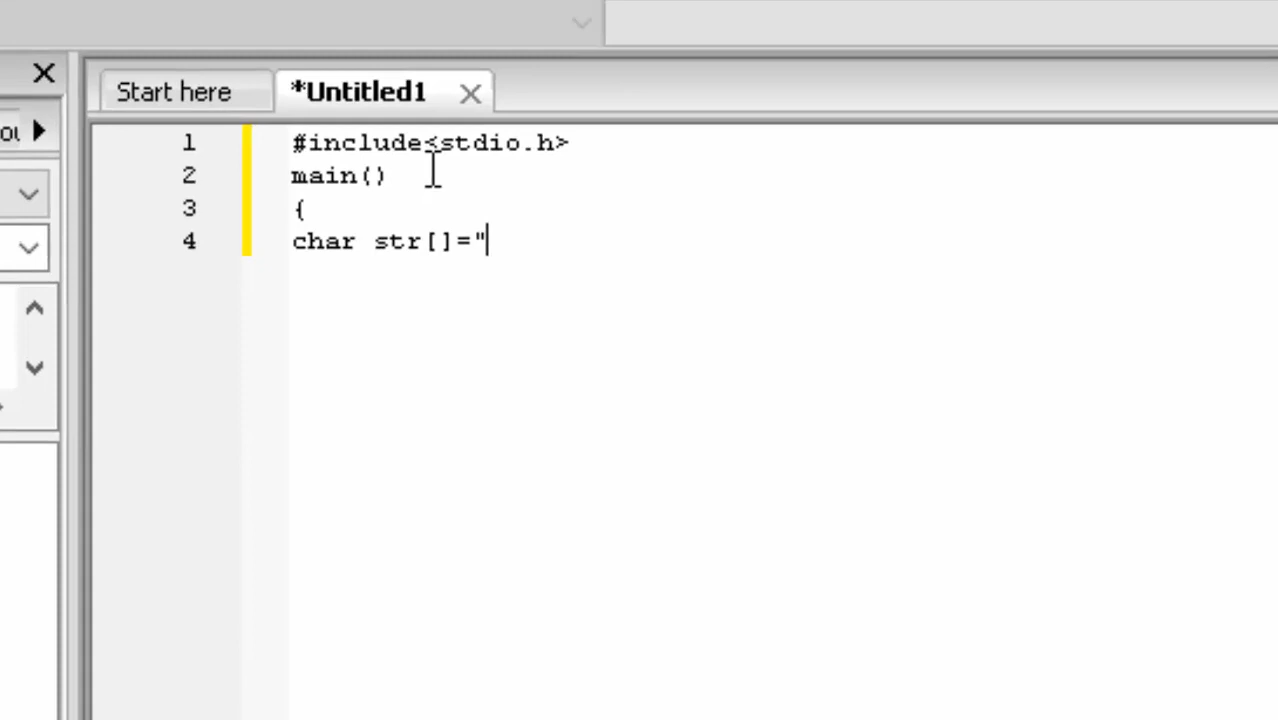 Start here
*Untitled1
1 #include<stdio.h>
2 main()
3 {
4 char str[]="